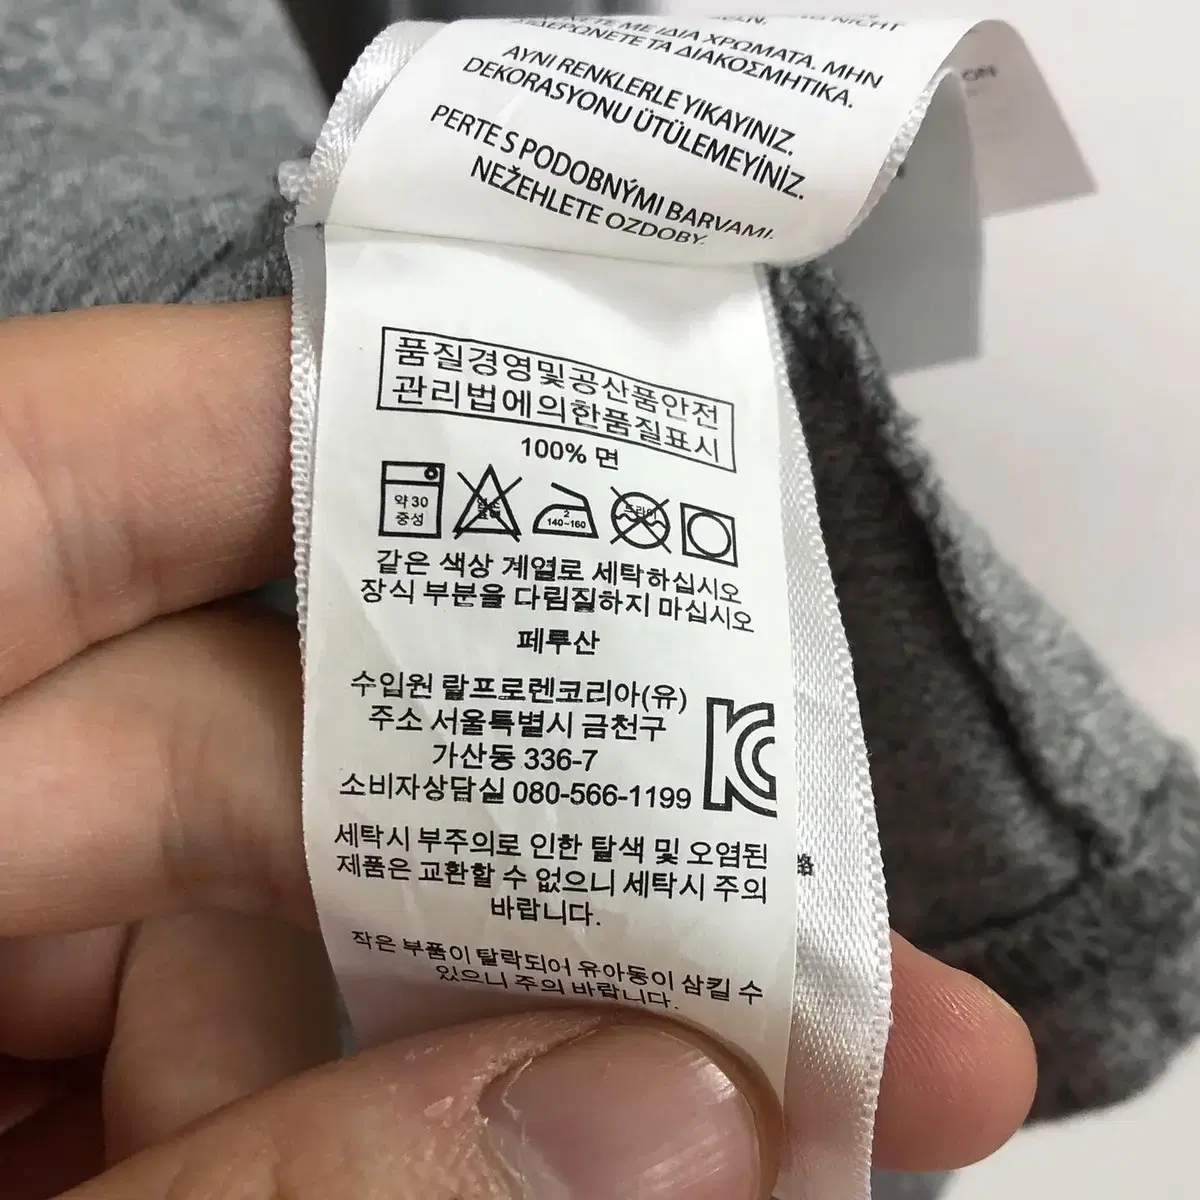 NICHT
ΜΕ ΙΔΙΑ ΧΡΩΜΑΤΑ. ΜΗΝ
ΣΙΔΕΡΩΝΕΤΕ ΤΑ ΔΙΑΚΟΣΜΗΤΙΚΑ.
AYNI RENKLERLE YIKAYINIZ.
DEKORASYONU ÜTÜLEMEYİNİZ.
PERTE S PODOBNÝMI BARVAMI.
NEŽEHLETE OZDOBY.
ON
품질경영및공산품안전
관리법에의한품질표시
100% 면
약 30
중성
2
140~160
드라이
같은 색상 계열로 세탁하십시오
장식 부분을 다림질하지 마십시오
페루산
수입원 랄프로렌코리아(유)
주소 서울특별시 금천구
가산동 336-7
소비자상담실 080-566-1199
KC
세탁시 부주의로 인한 탈색 및 오염된
제품은 교환할 수 없으니 세탁시 주의
바랍니다.
작은 부품이 탈락되어 유아동이 삼킬 수
있으니 주의 바랍니다.